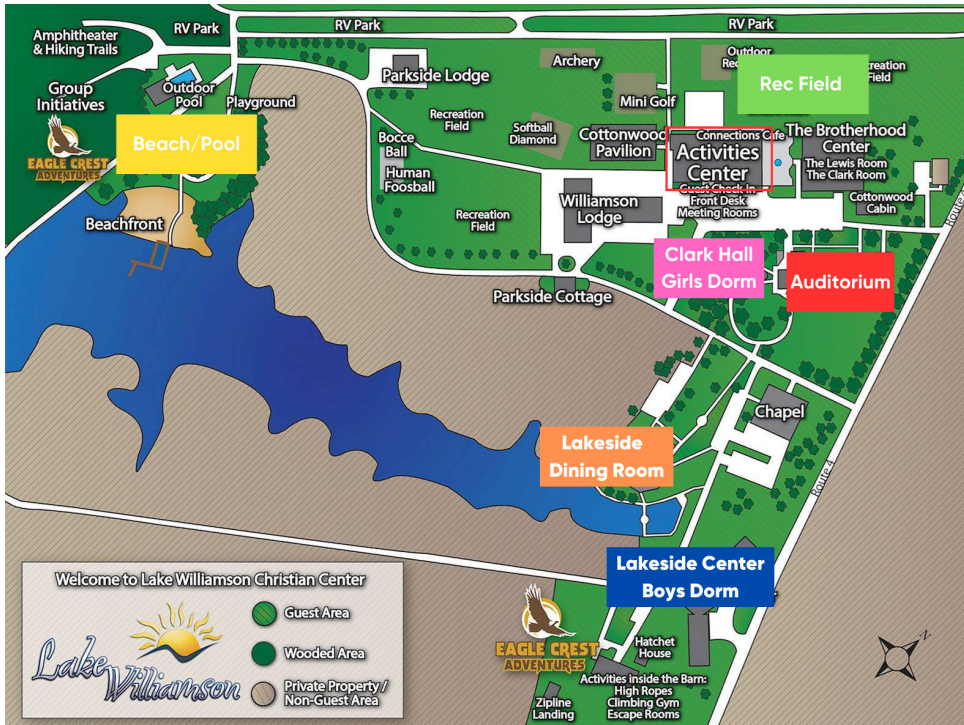 RV Park
RV Park
Amphitheater
& Hiking Trails
Group
Initiatives
Outdoor
Pool
Playground
Beach/Pool
EAGLE CREST
ADVENTURES
Beachfront
Parkside Lodge
Recreation
Field
Bocce
Ball
Human
Foosball
Recreation
Field
Archery
Mini Golf
Softball
Diamond
Cottonwood
Pavilion
Williamson
Lodge
Parkside Cottage
Outdoor
Rec Field
Field
Connections Cafe
Activities
Center
Guest Check-in
Front Desk
Meeting Rooms
The Brotherhood
Center
The Lewis Room
The Clark Room
Cottonwood
Cabin
Route 4
Clark Hall
Girls Dorm
Auditorium
Chapel
Route 4
Lakeside
Dining Room
Lakeside Center
Boys Dorm
EAGLE CREST
ADVENTURES
Hatchet
House
Activities inside the Barn:
High Ropes
Climbing Gym
Escape Rooms
Zipline
Landing
Welcome to Lake Williamson Christian Center
Lake Williamson
Guest Area
Wooded Area
Private Property /
Non-Guest Area
N